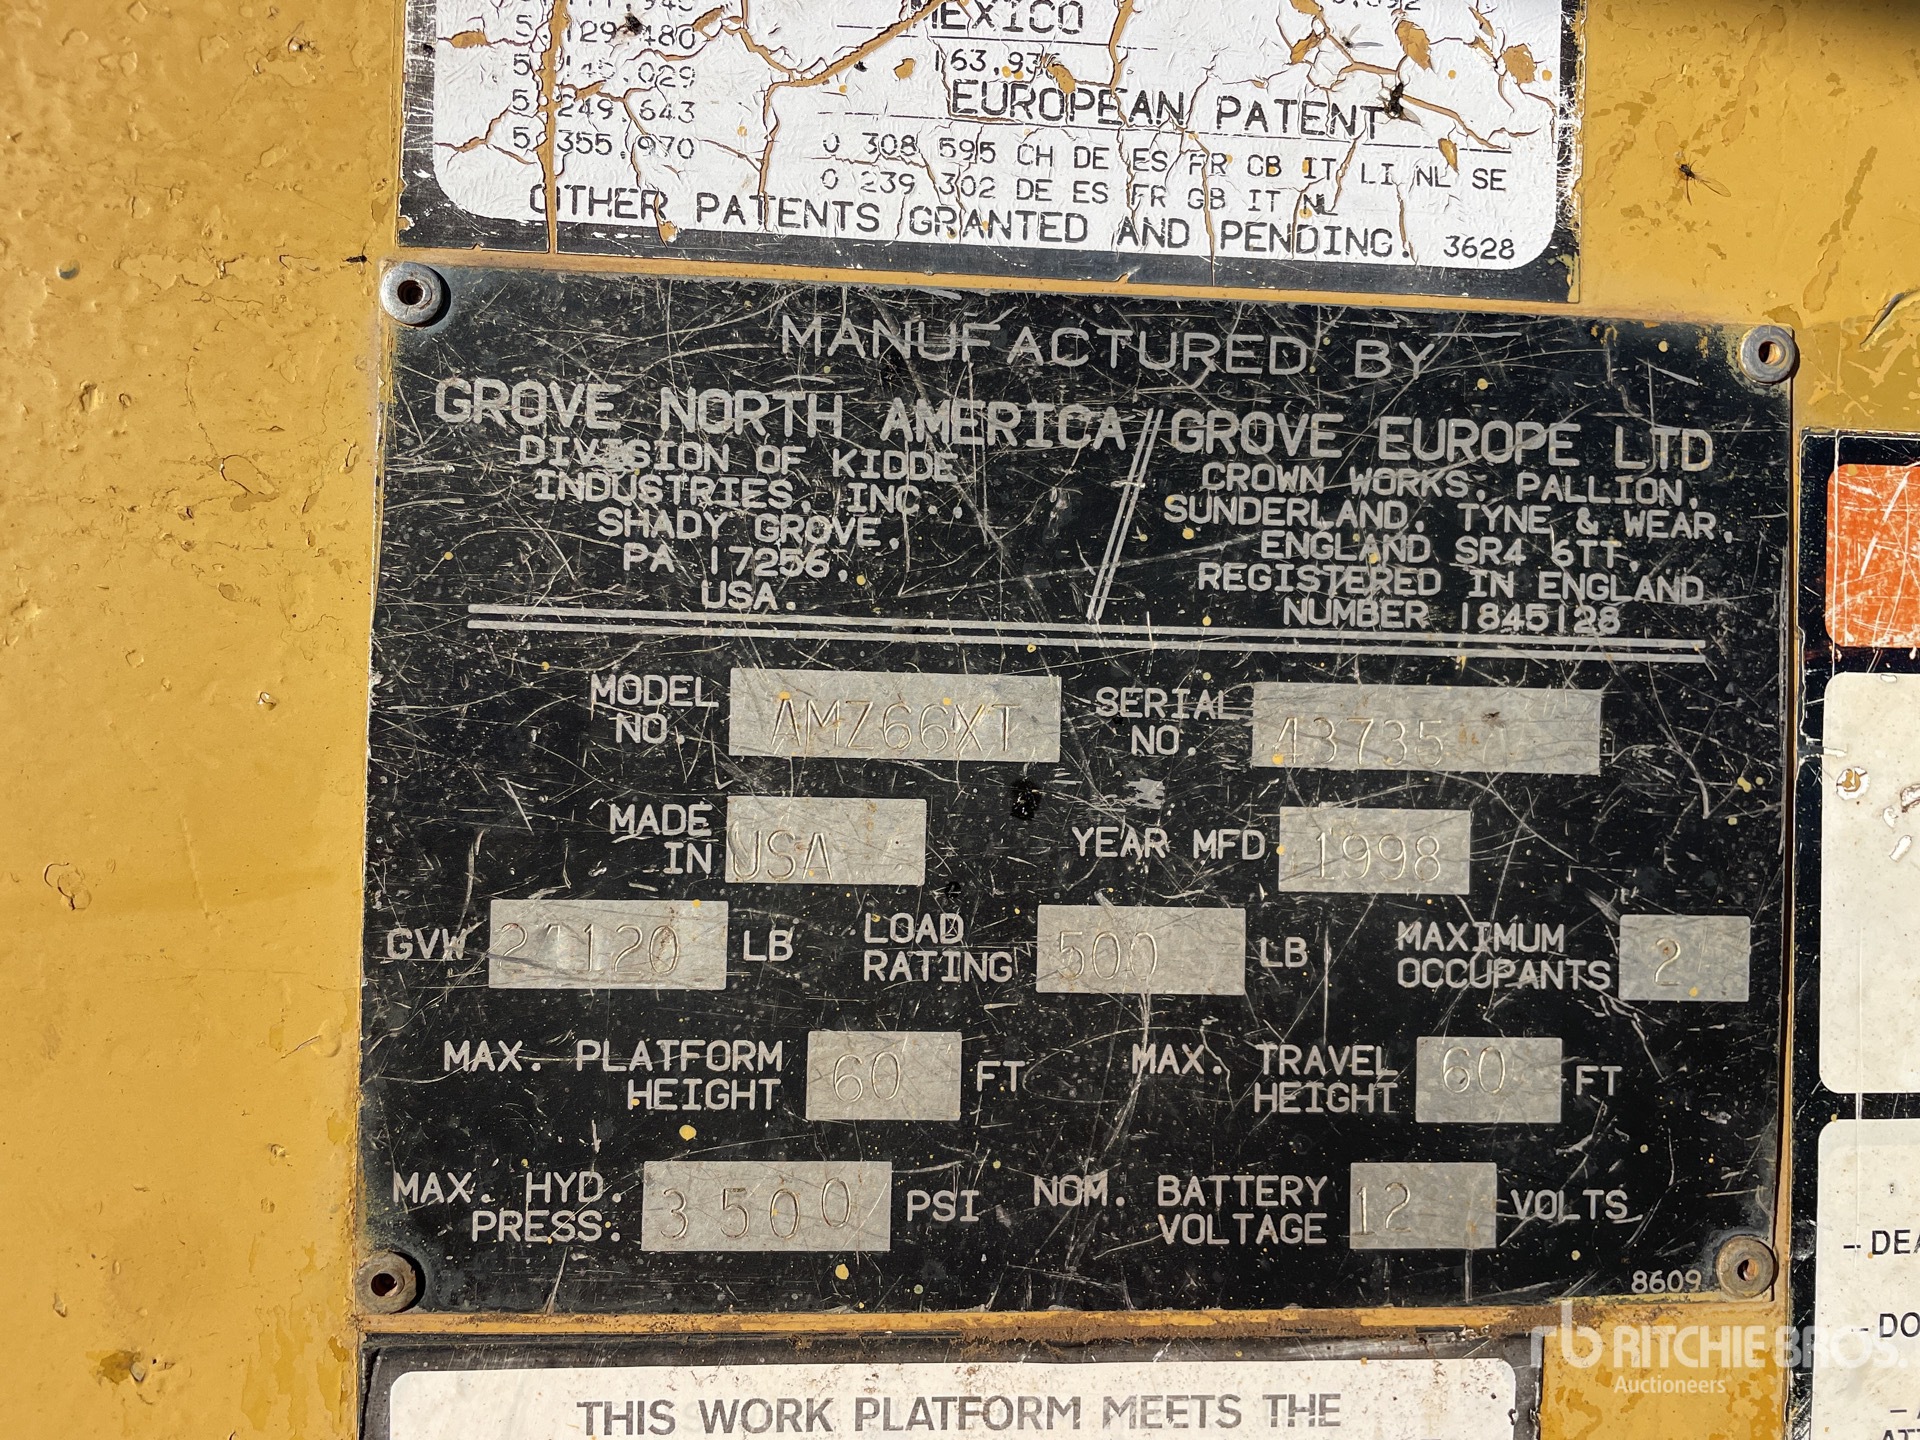 5,129,480
MEXICO
163,936
5,249,643
EUROPEAN PATENT
5,355,970
0 308 595 CH DE ES FR GB IT LI NL SE
0 239 302 DE ES FR GB IT NL
OTHER PATENTS GRANTED AND PENDING. 3628
MANUFACTURED BY
GROVE NORTH AMERICA
DIVISION OF KIDDE
INDUSTRIES, INC.,
SHADY GROVE,
PA 17256,
USA.
GROVE EUROPE LTD
CROWN WORKS, PALLION,
SUNDERLAND, TYNE & WEAR,
ENGLAND SR4 6TT,
REGISTERED IN ENGLAND
NUMBER 1845128
MODEL NO. AMZ66XT
SERIAL NO. 43735
MADE IN USA
YEAR MFD 1998
GVW 21120 LB
LOAD RATING 500 LB
MAXIMUM OCCUPANTS 2
MAX. PLATFORM HEIGHT 60 FT
MAX. TRAVEL HEIGHT 60 FT
MAX. HYD. PRESS. 3500 PSI
NOM. BATTERY VOLTAGE 12 VOLTS
8609
THIS WORK PLATFORM MEETS THE
- DEA
- DO
rb RITCHIE BROS.
Auctioneers